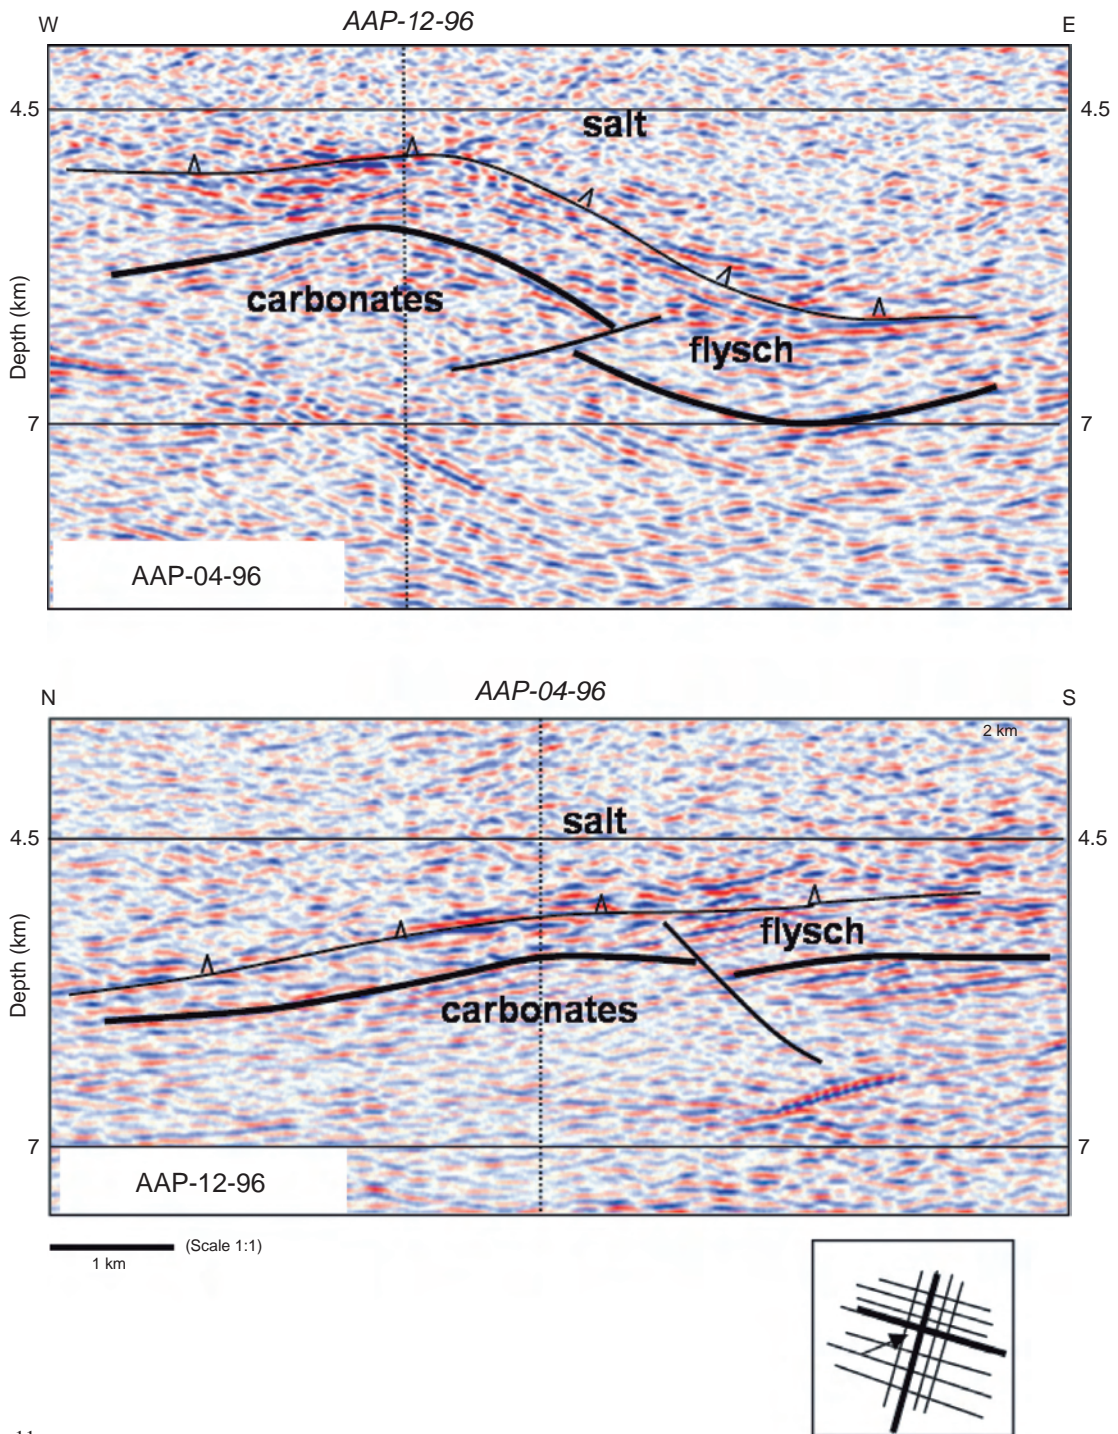 W AAP-12-96 E
4.5 4.5
salt
carbonates
Depth (km)
flysch
7 7
AAP-04-96
N AAP-04-96 S
2 km
salt
4.5 4.5
flysch
Depth (km)
carbonates
7 7
AAP-12-96
(Scale 1:1)
1 km